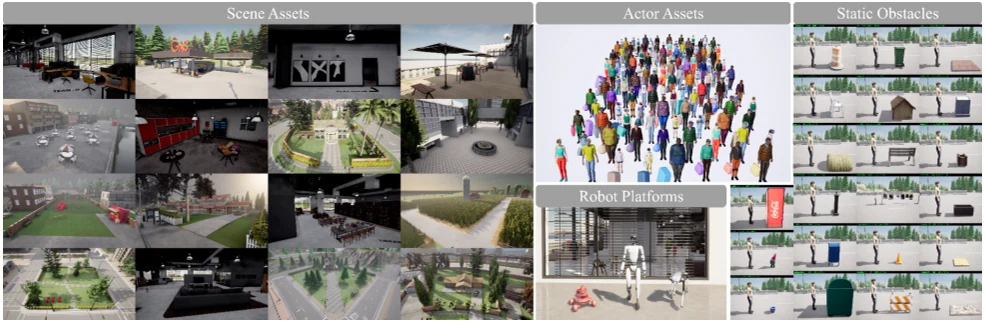 Scene Assets
Actor Assets
Static Obstacles
Robot Platforms